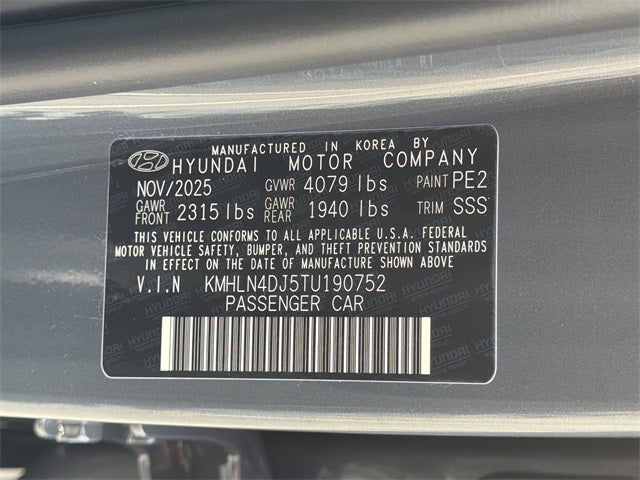 MANUFACTURED IN KOREA BY
HYUNDAI MOTOR COMPANY
NOV/2025 GVWR 4079 lbs PAINT PE2
GAWR FRONT 2315 lbs GAWR REAR 1940 lbs TRIM SSS
THIS VEHICLE CONFORMS TO ALL APPLICABLE U.S.A. FEDERAL
MOTOR VEHICLE SAFETY, BUMPER, AND THEFT PREVENTION STANDARDS
IN EFFECT ON THE DATE OF MANUFACTURE SHOWN ABOVE
V.I.N KMHLN4DJ5TU190752
PASSENGER CAR